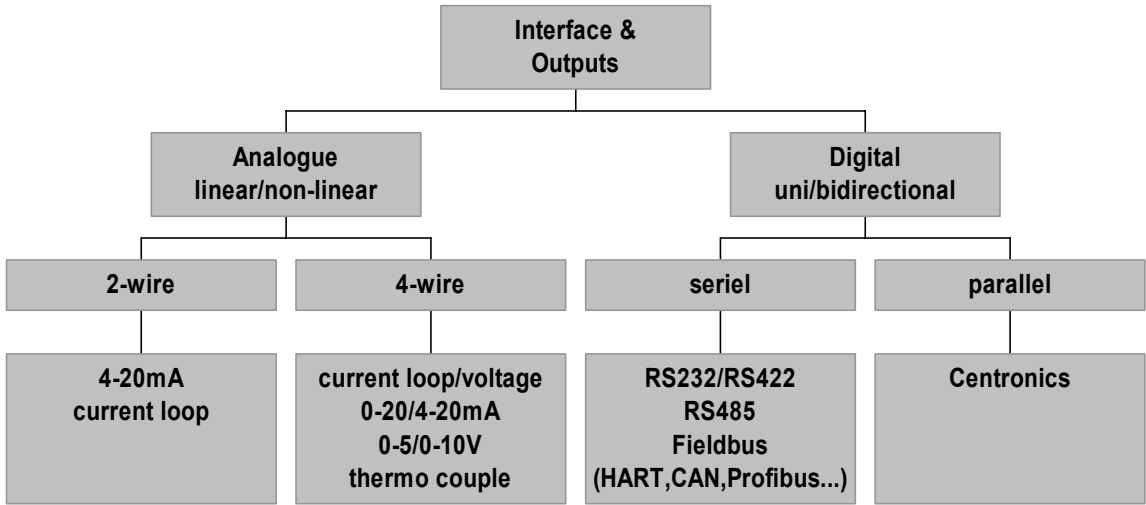 Interface &
Outputs
Analogue
linear/non-linear
Digital
uni/bidirectional
2-wire
4-wire
seriel
parallel
4-20mA
current loop
current loop/voltage
0-20/4-20mA
0-5/0-10V
thermo couple
RS232/RS422
RS485
Fieldbus
(HART,CAN,Profibus...)
Centronics